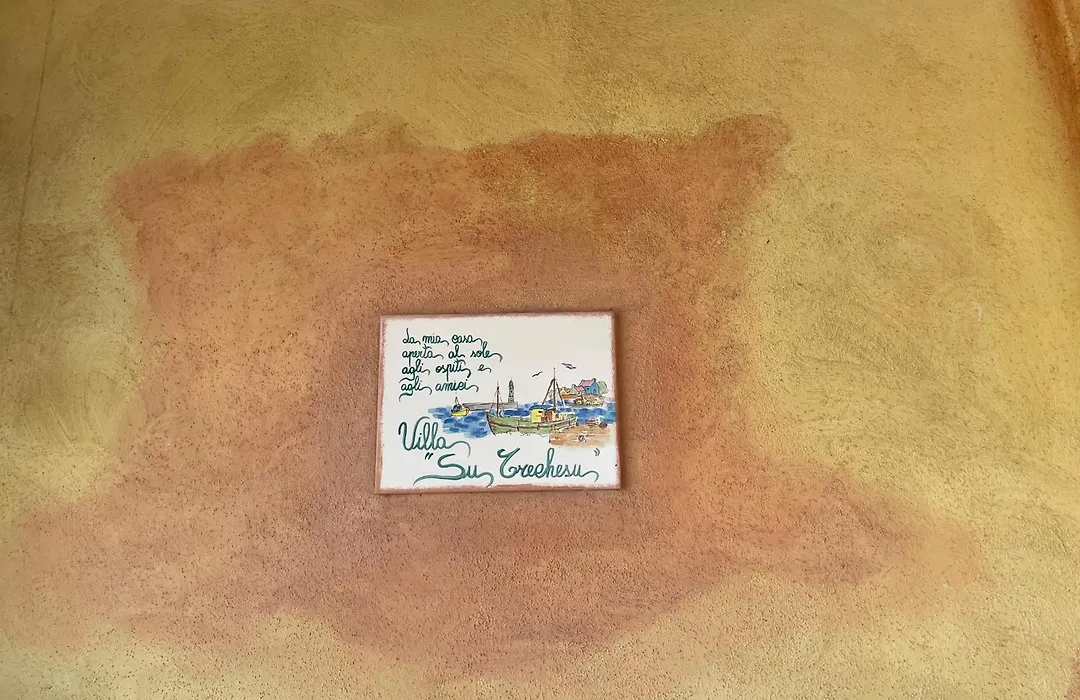 La mia casa
aperta al sole
agli ospiti e
agli amici
Villa
"Su Trechesu"